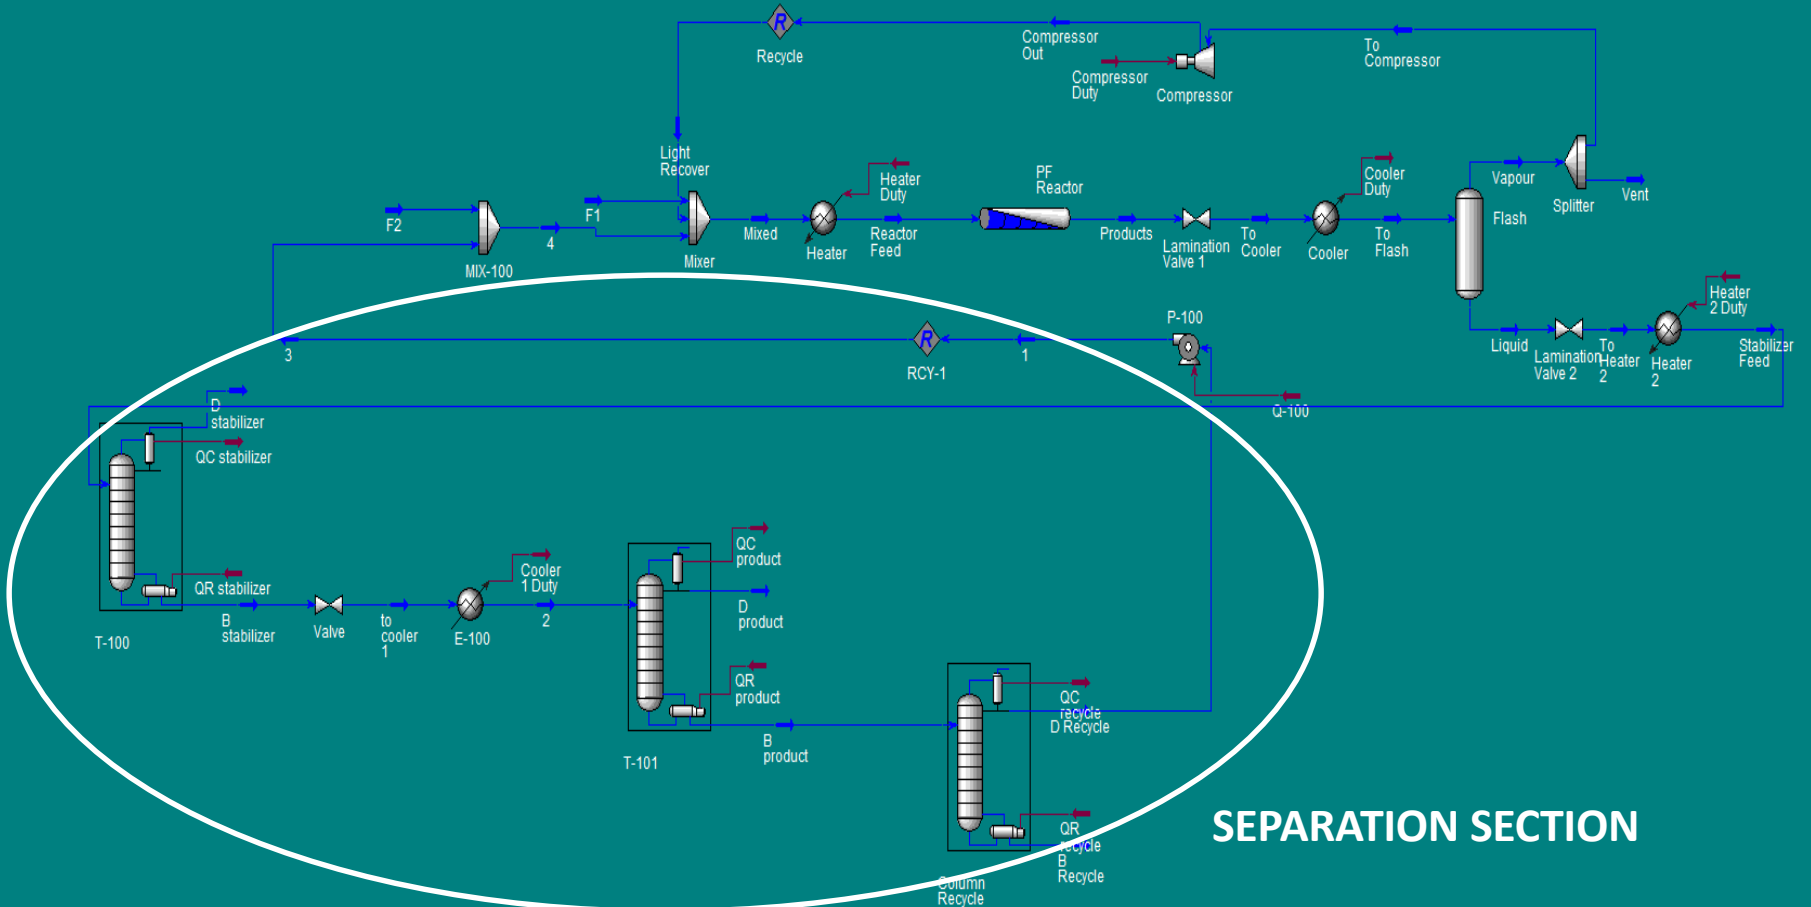 R
Recycle
Compressor
Out
To
Compressor
Compressor
Duty
Compressor
Light
Recover
Heater
Duty
PF
Reactor
Cooler
Duty
Vapour
Splitter
Vent
F2
4
F1
Mixed
Reactor
Feed
Products
To
Cooler
To
Flash
Flash
MIX-100
Mixer
Heater
Lamination
Valve 1
Cooler
Heater
2 Duty
P-100
3
R
RCY-1
1
Liquid
Lamination
Valve 2
To
Heater
2
Heater
2
Stabilizer
Feed
Q-100
D
stabilizer
QC stabilizer
QR stabilizer
B
stabilizer
T-100
Valve
to
cooler
1
Cooler
1 Duty
E-100
2
QC
product
D
product
QR
product
B
product
T-101
QC
recycle
D Recycle
QR
recycle
B
Recycle
Column
Recycle
SEPARATION SECTION